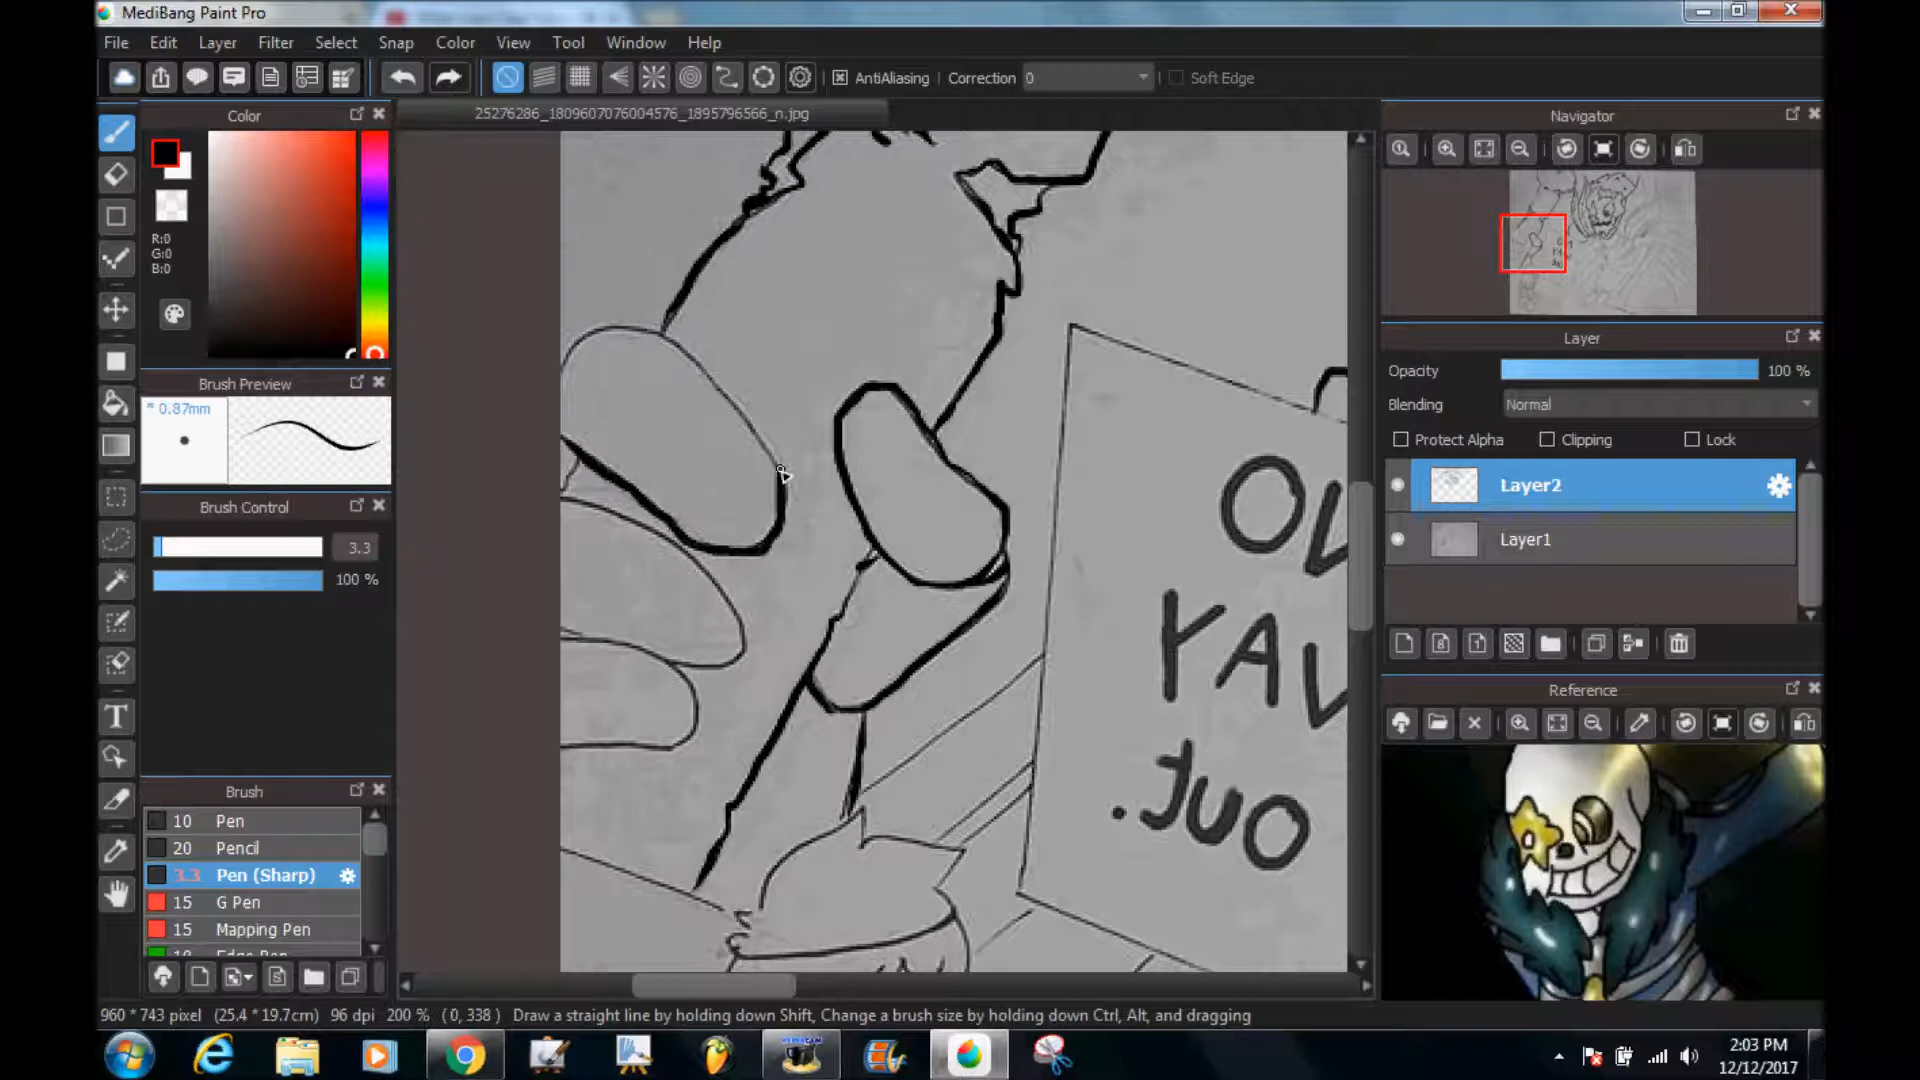 MediBang Paint Pro
File Edit Layer Filter Select Snap Color View Tool Window Help
AntiAliasing Correction 0 Soft Edge
Color
25276286_1809607076004576_1895796566_n.jpg
Navigator
R:0
G:0
B:0
Layer
Opacity 100 %
Brush Preview
* 0.87mm
Blending Normal
Protect Alpha Clipping Lock
Layer2
Brush Control
3.3
Layer1
100 %
OV
YAV
Reference
.JUO
Brush
10 Pen
20 Pencil
3.3 Pen (Sharp)
15 G Pen
15 Mapping Pen
960 * 743 pixel (25.4 * 19.7cm) 96 dpi 200 % ( 0, 338 ) Draw a straight line by holding down Shift, Change a brush size by holding down Ctrl, Alt, and dragging
2:03 PM
12/12/2017